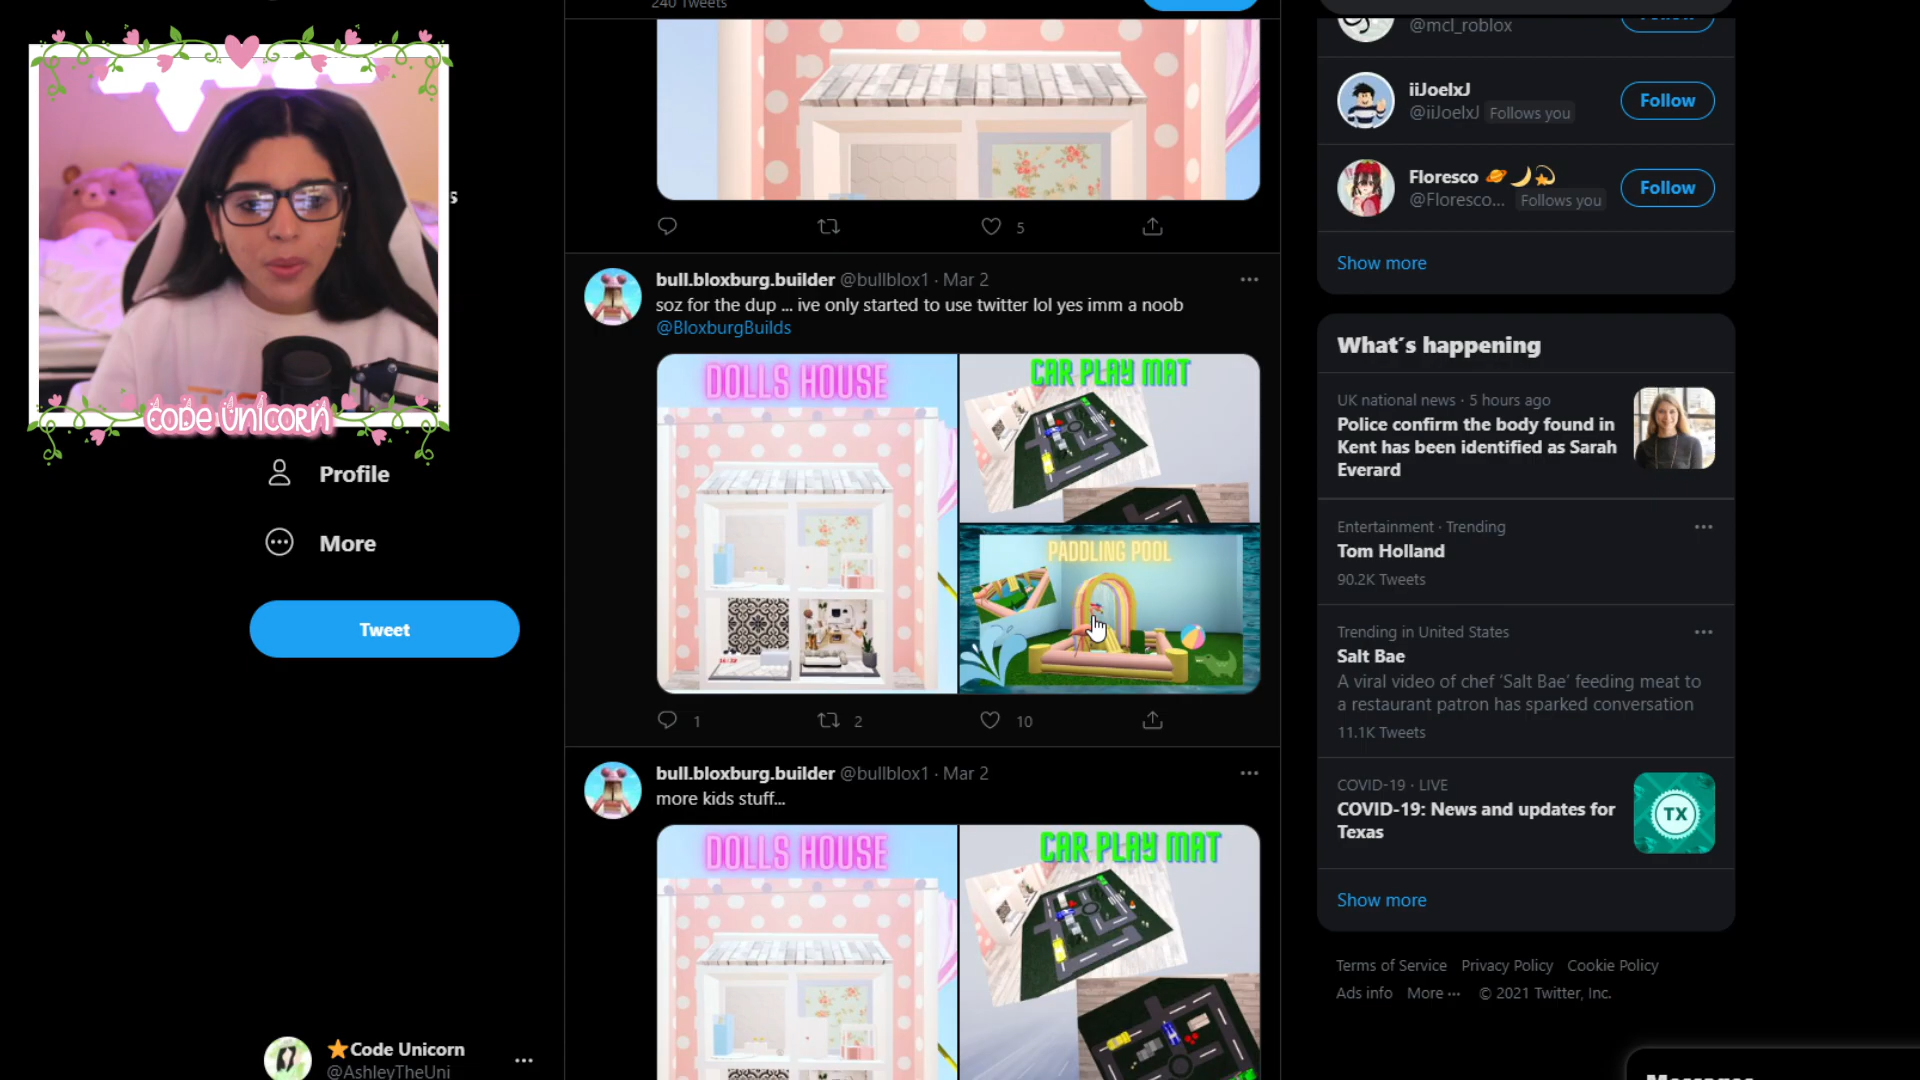 240 Tweets
@mcl_roblox
iiJoelxJ
@iiJoelxJ Follows you
Follow
Floresco
@Floresco... Follows you
Follow
Show more
CODE UNICORN
Profile
More
Tweet
Code Unicorn
@AshleyTheUni
5
bull.bloxburg.builder @bullblox1 · Mar 2
soz for the dup ... ive only started to use twitter lol yes imm a noob
@BloxburgBuilds
DOLLS HOUSE
CAR PLAY MAT
PADDLING POOL
1 2 10
bull.bloxburg.builder @bullblox1 · Mar 2
more kids stuff...
DOLLS HOUSE
CAR PLAY MAT
What's happening
UK national news · 5 hours ago
Police confirm the body found in
Kent has been identified as Sarah
Everard
Entertainment · Trending
Tom Holland
90.2K Tweets
Trending in United States
Salt Bae
A viral video of chef ‘Salt Bae’ feeding meat to
a restaurant patron has sparked conversation
11.1K Tweets
COVID-19 · LIVE
COVID-19: News and updates for
Texas
TX
Show more
Terms of Service Privacy Policy Cookie Policy
Ads info More ··· © 2021 Twitter, Inc.